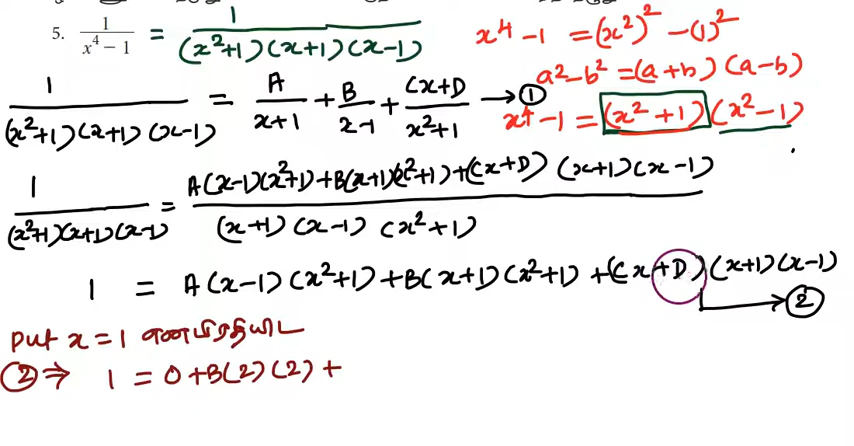 5. 1/(x⁴ − 1) = 1/((x²+1)(x+1)(x-1))
x⁴ - 1 = (x²)² - (1)²
a² - b² = (a+b)(a-b)
x⁴ - 1 = (x² + 1)(x² - 1)
1/((x²+1)(x+1)(x-1)) = A/(x+1) + B/(x-1) + (Cx+D)/(x²+1) → ①
1/((x²+1)(x+1)(x-1)) = (A(x-1)(x²+1) + B(x+1)(x²+1) + (Cx+D)(x+1)(x-1))/((x+1)(x-1)(x²+1))
1 = A(x-1)(x²+1) + B(x+1)(x²+1) + (Cx+D)(x+1)(x-1)
→ ②
Put x = 1 எனபிரதியிட
② ⇒ 1 = 0 + B(2)(2) +